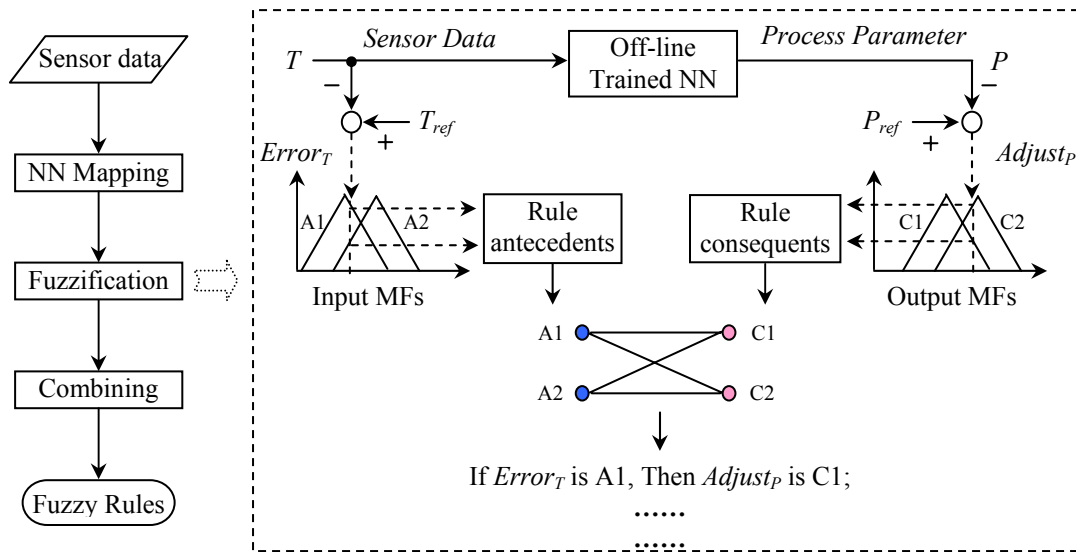 Sensor data
NN Mapping
Fuzzification
Combining
Fuzzy Rules
Sensor Data
Process Parameter
T
Off-line
Trained NN
P
−
−
T_ref
+
P_ref
+
Error_T
Adjust_P
A1
A2
Rule
antecedents
Rule
consequents
C1
C2
Input MFs
Output MFs
A1
C1
A2
C2
If Error_T is A1, Then Adjust_P is C1;
......
......